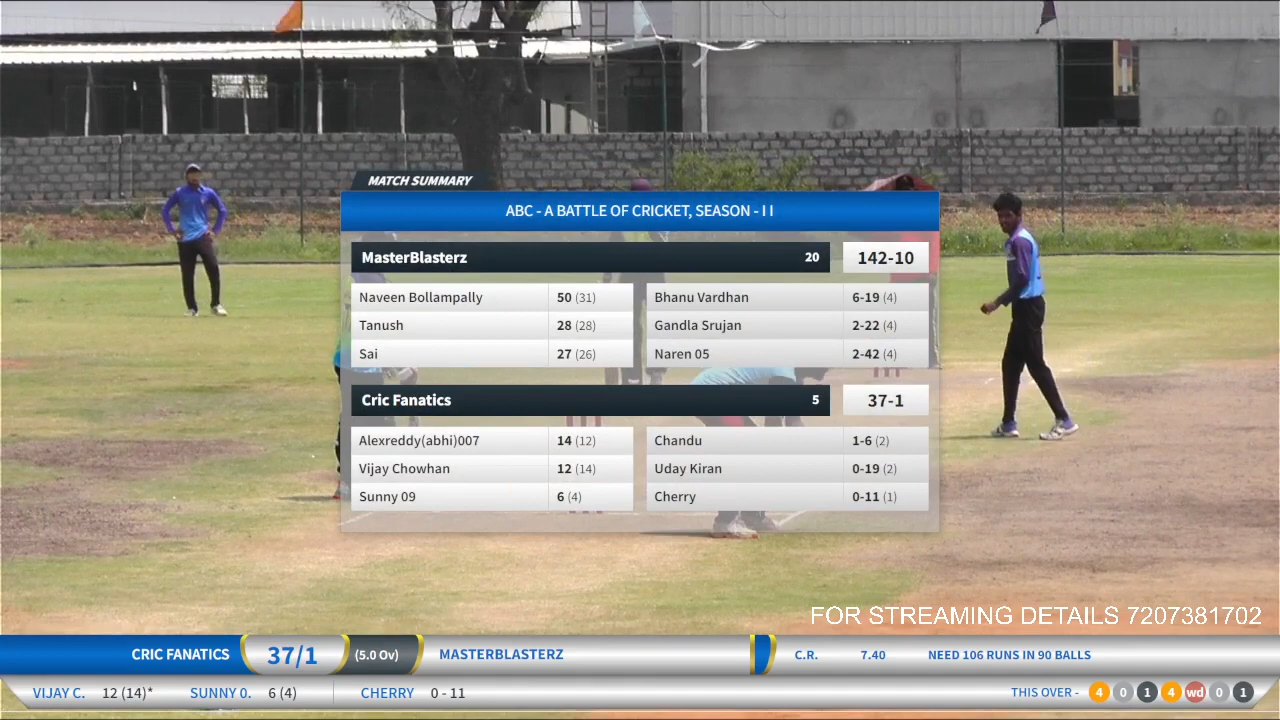 MATCH SUMMARY
ABC - A BATTLE OF CRICKET, SEASON - I I
MasterBlasterz 20 142-10
Naveen Bollampally 50 (31) Bhanu Vardhan 6-19 (4)
Tanush 28 (28) Gandla Srujan 2-22 (4)
Sai 27 (26) Naren 05 2-42 (4)
Cric Fanatics 5 37-1
Alexreddy(abhi)007 14 (12) Chandu 1-6 (2)
Vijay Chowhan 12 (14) Uday Kiran 0-19 (2)
Sunny 09 6 (4) Cherry 0-11 (1)
FOR STREAMING DETAILS 7207381702
CRIC FANATICS 37/1 (5.0 Ov) MASTERBLASTERZ C.R. 7.40 NEED 106 RUNS IN 90 BALLS
VIJAY C. 12 (14)* SUNNY 0. 6 (4) CHERRY 0 - 11 THIS OVER - 4 0 1 4 wd 0 1